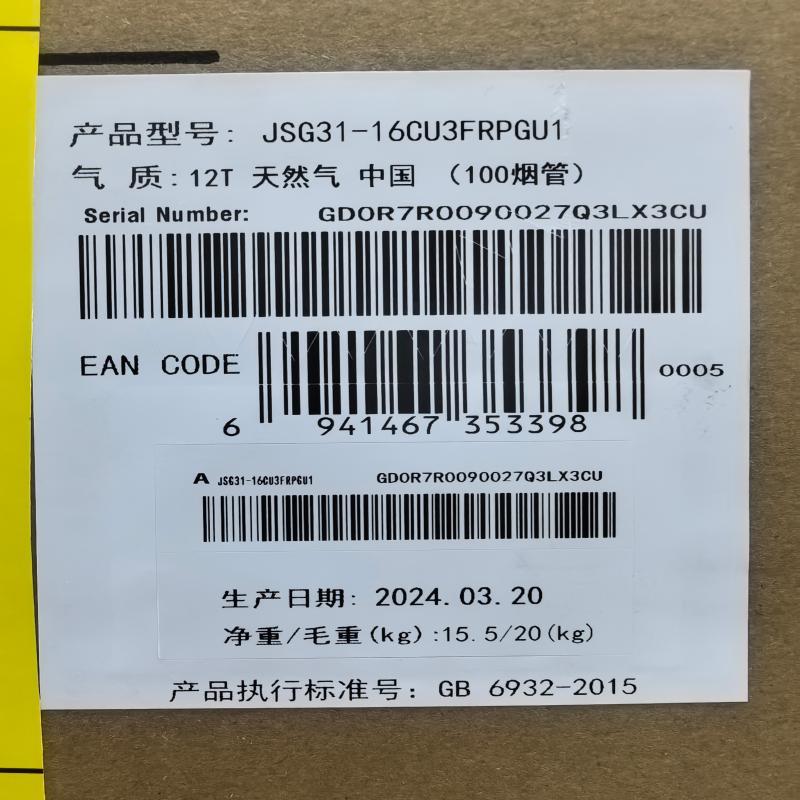 产品型号: JSG31-16CU3FRPGU1
气 质: 12T 天然气 中国 （100烟管）
Serial Number: GD0R7R0090027Q3LX3CU
EAN CODE 0005
6 941467 353398
A JSG31-16CU3FRPGU1 GD0R7R0090027Q3LX3CU
生产日期: 2024.03.20
净重/毛重(kg):15.5/20(kg)
产品执行标准号: GB 6932-2015